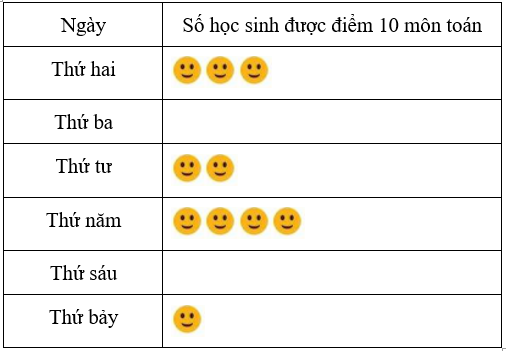 Ngày Số học sinh được điểm 10 môn toán
Thứ hai
Thứ ba
Thứ tư
Thứ năm
Thứ sáu
Thứ bảy